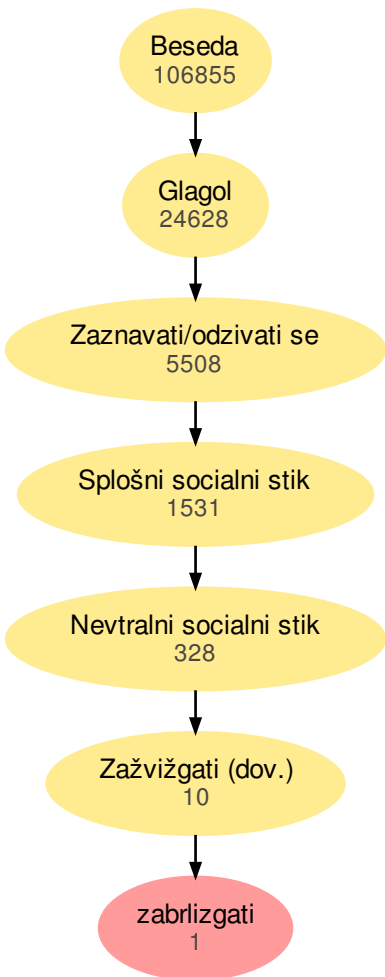 Beseda
106855
Glagol
24628
Zaznavati/odzivati se
5508
Splošni socialni stik
1531
Nevtralni socialni stik
328
Zažvižgati (dov.)
10
zabrlizgati
1